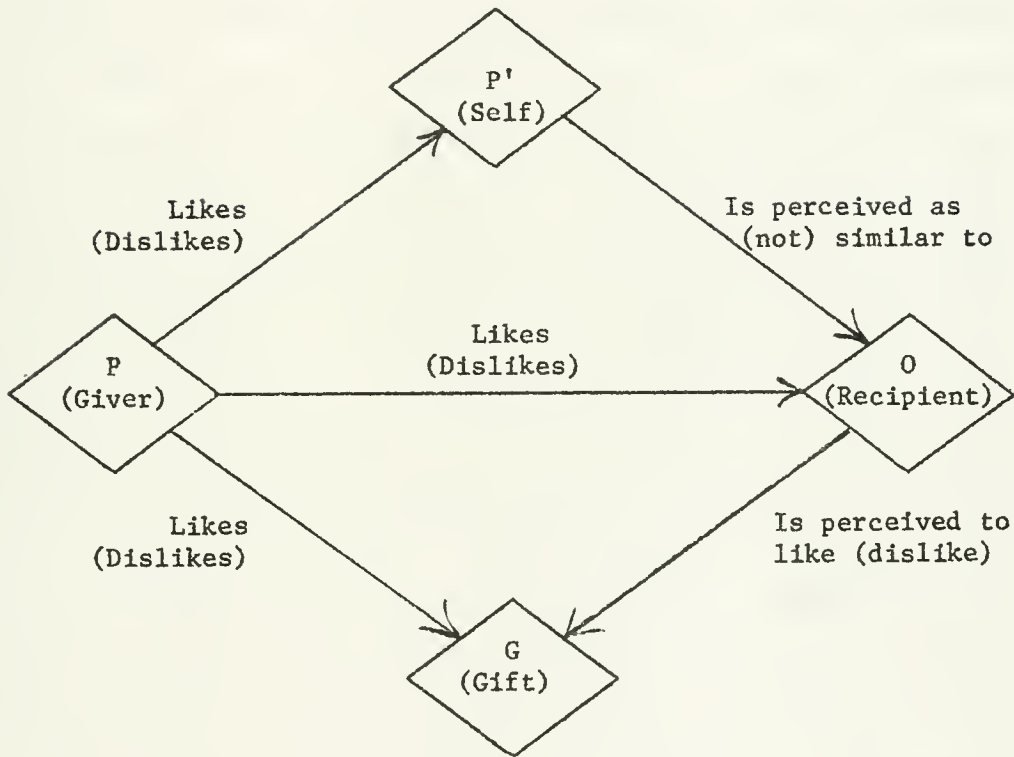 P'
(Self)
Likes
(Dislikes)
Is perceived as
(not) similar to
P
(Giver)
Likes
(Dislikes)
O
(Recipient)
Likes
(Dislikes)
Is perceived to
like (dislike)
G
(Gift)